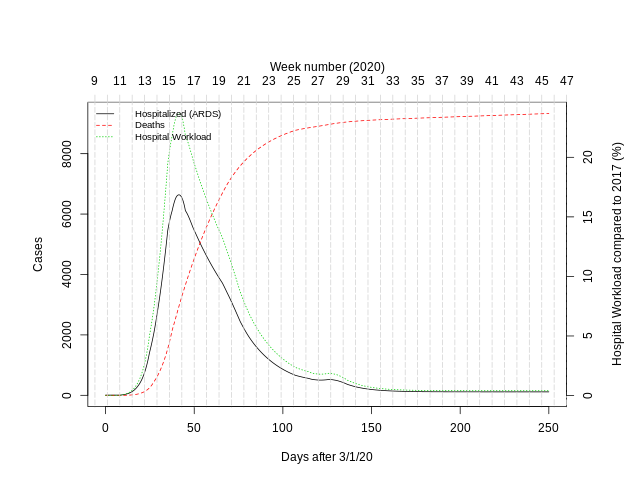 Week number (2020)
9 11 13 15 17 19 21 23 25 27 29 31 33 35 37 39 41 43 45 47
Hospitalized (ARDS)
Deaths
Hospital Workload
Cases
0 2000 4000 6000 8000
Hospital Workload compared to 2017 (%)
0 5 10 15 20
0 50 100 150 200 250
Days after 3/1/20